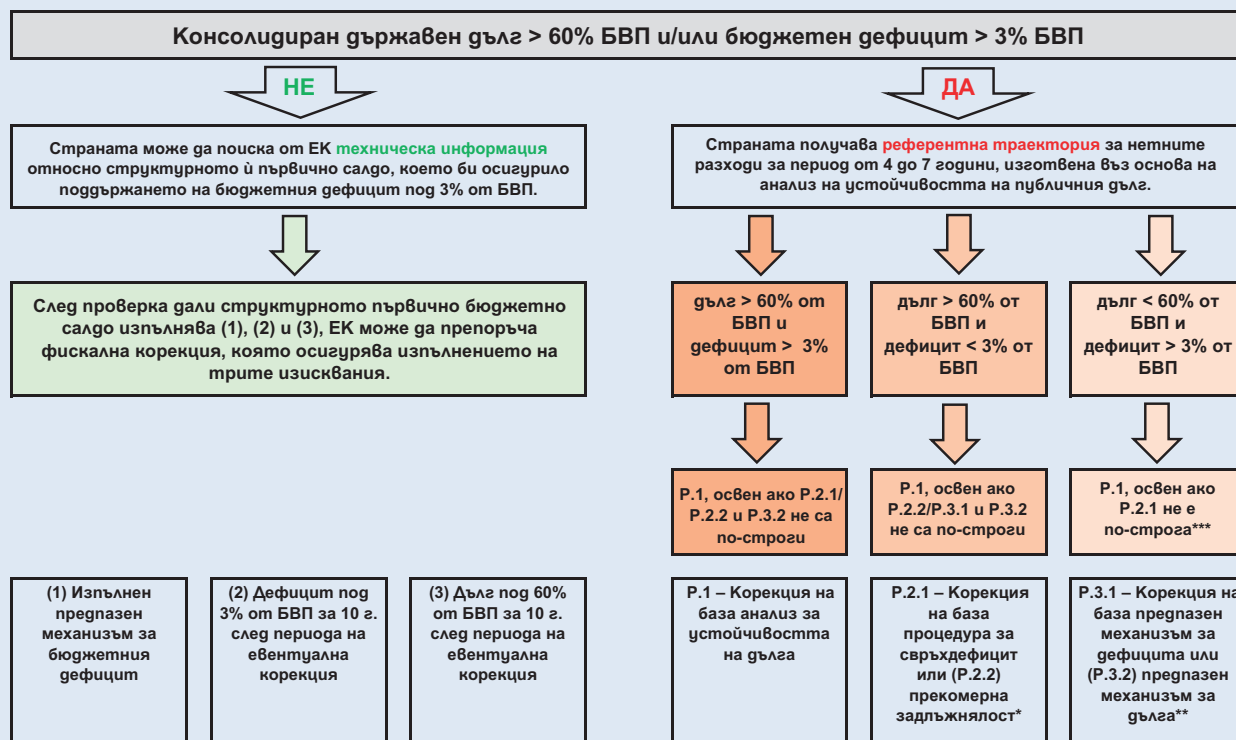 Консолидиран държавен дълг > 60% БВП и/или бюджетен дефицит > 3% БВП
НЕ
ДА
Страната може да поиска от ЕК техническа информация
относно структурното ѝ първично салдо, което би осигурило
поддържането на бюджетния дефицит под 3% от БВП.
Страната получава референтна траектория за нетните
разходи за период от 4 до 7 години, изготвена въз основа на
анализ на устойчивостта на публичния дълг.
След проверка дали структурното първично бюджетно
салдо изпълнява (1), (2) и (3), ЕК може да препоръча
фискална корекция, която осигурява изпълнението на
трите изисквания.
дълг > 60% от
БВП и
дефицит > 3%
от БВП
дълг > 60% от
БВП и
дефицит < 3% от
БВП
дълг < 60% от
БВП и
дефицит > 3% от
БВП
Р.1, освен ако Р.2.1/
Р.2.2 и Р.3.2 не са
по-строги
Р.1, освен ако
Р.2.2/Р.3.1 и Р.3.2
не са по-строги
Р.1, освен ако
Р.2.1 не е
по-строга***
(1) Изпълнен
предпазен
механизъм за
бюджетния
дефицит
(2) Дефицит под
3% от БВП за 10 г.
след периода на
евентуална
корекция
(3) Дълг под 60%
от БВП за 10 г.
след периода на
евентуална
корекция
Р.1 – Корекция на
база анализ за
устойчивостта
на дълга
Р.2.1 – Корекция
на база
процедура за
свръхдефицит
или (Р.2.2)
прекомерна
задлъжнялост*
Р.3.1 – Корекция на
база предпазен
механизъм за
дефицита или
(Р.3.2) предпазен
механизъм за
дълга**